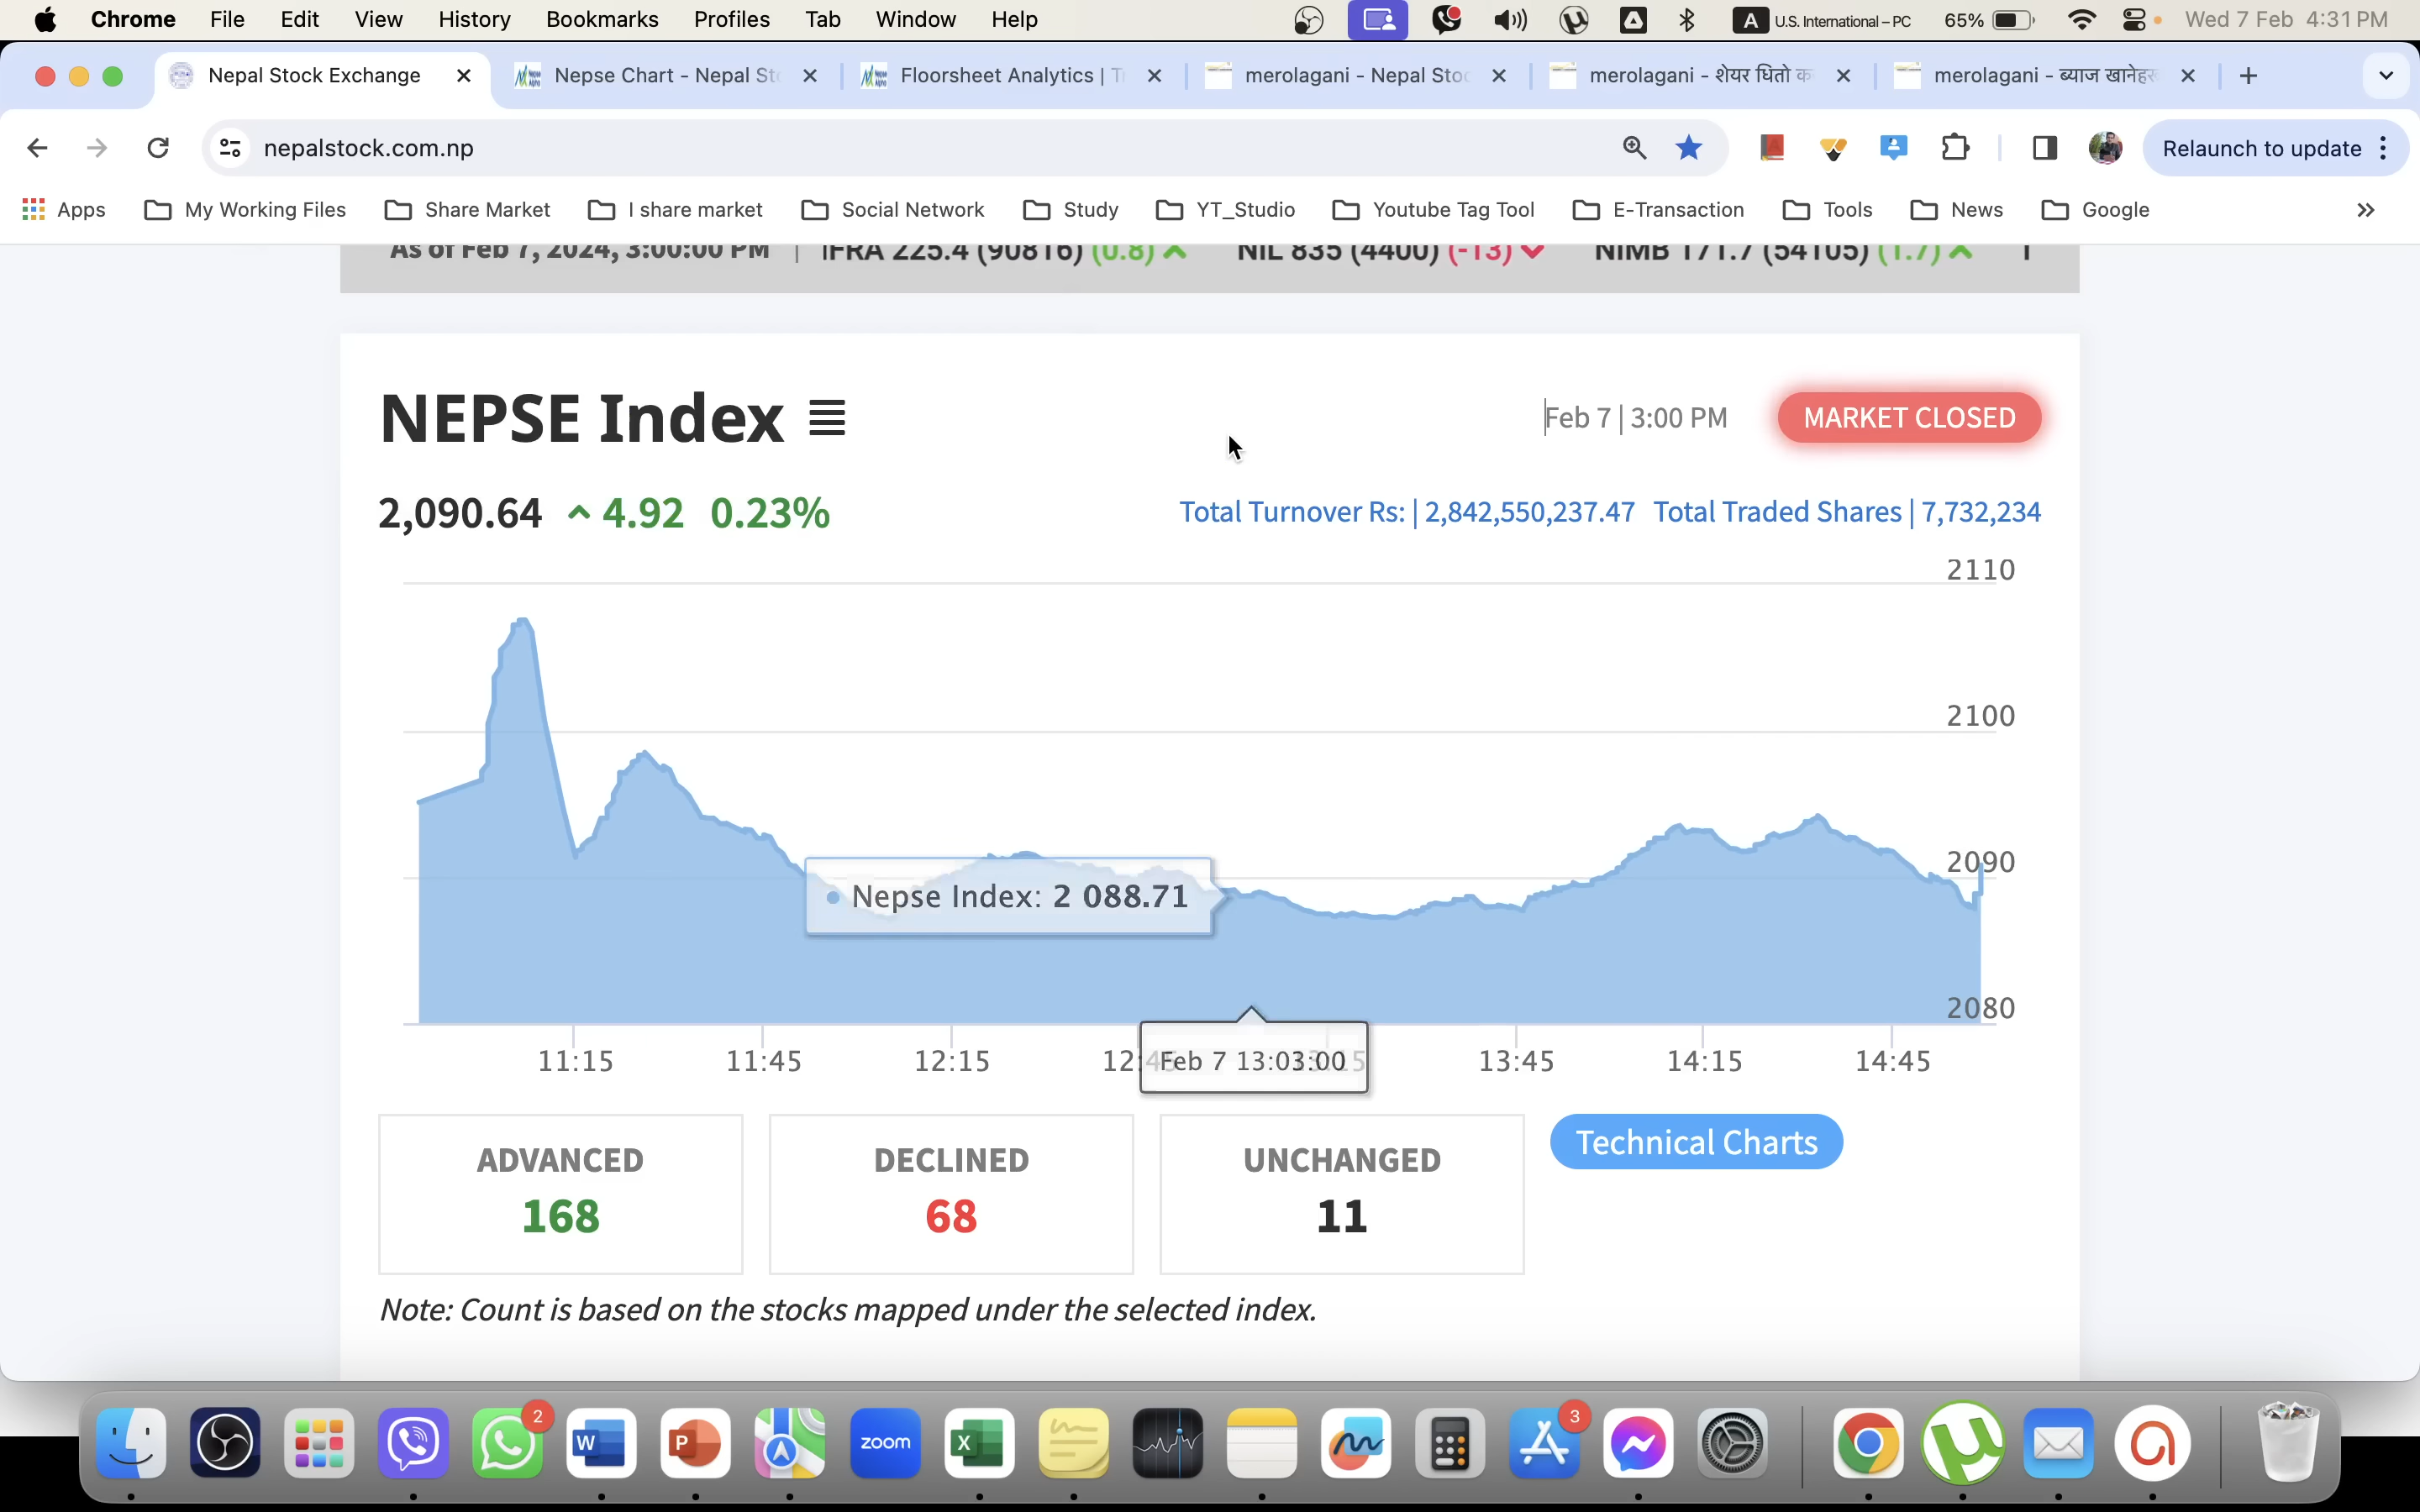 Chrome File Edit View History Bookmarks Profiles Tab Window Help A U.S. International – PC 65% Wed 7 Feb 4:31 PM
Nepal Stock Exchange Nepse Chart - Nepal Sto Floorsheet Analytics | merolagani - Nepal Stoc merolagani - शेयर धितो merolagani - ब्याज
nepalstock.com.np Relaunch to update
Apps My Working Files Share Market I share market Social Network Study YT_Studio Youtube Tag Tool E-Transaction Tools News Google
As of Feb 7, 2024, 3:00:00 PM | IFRA 225.4 (90816) (0.8) NIL 835 (4400) (-13) NIMB 171.7 (54105) (1.7)
NEPSE Index Feb 7 | 3:00 PM MARKET CLOSED
2,090.64 4.92 0.23% Total Turnover Rs: | 2,842,550,237.47 Total Traded Shares | 7,732,234
2110
2100
2090
Nepse Index: 2 088.71
2080
11:15 11:45 12:15 12:45 Feb 7 13:03:00 13:45 14:15 14:45
ADVANCED DECLINED UNCHANGED Technical Charts
168 68 11
Note: Count is based on the stocks mapped under the selected index.
2 W P zoom X 3